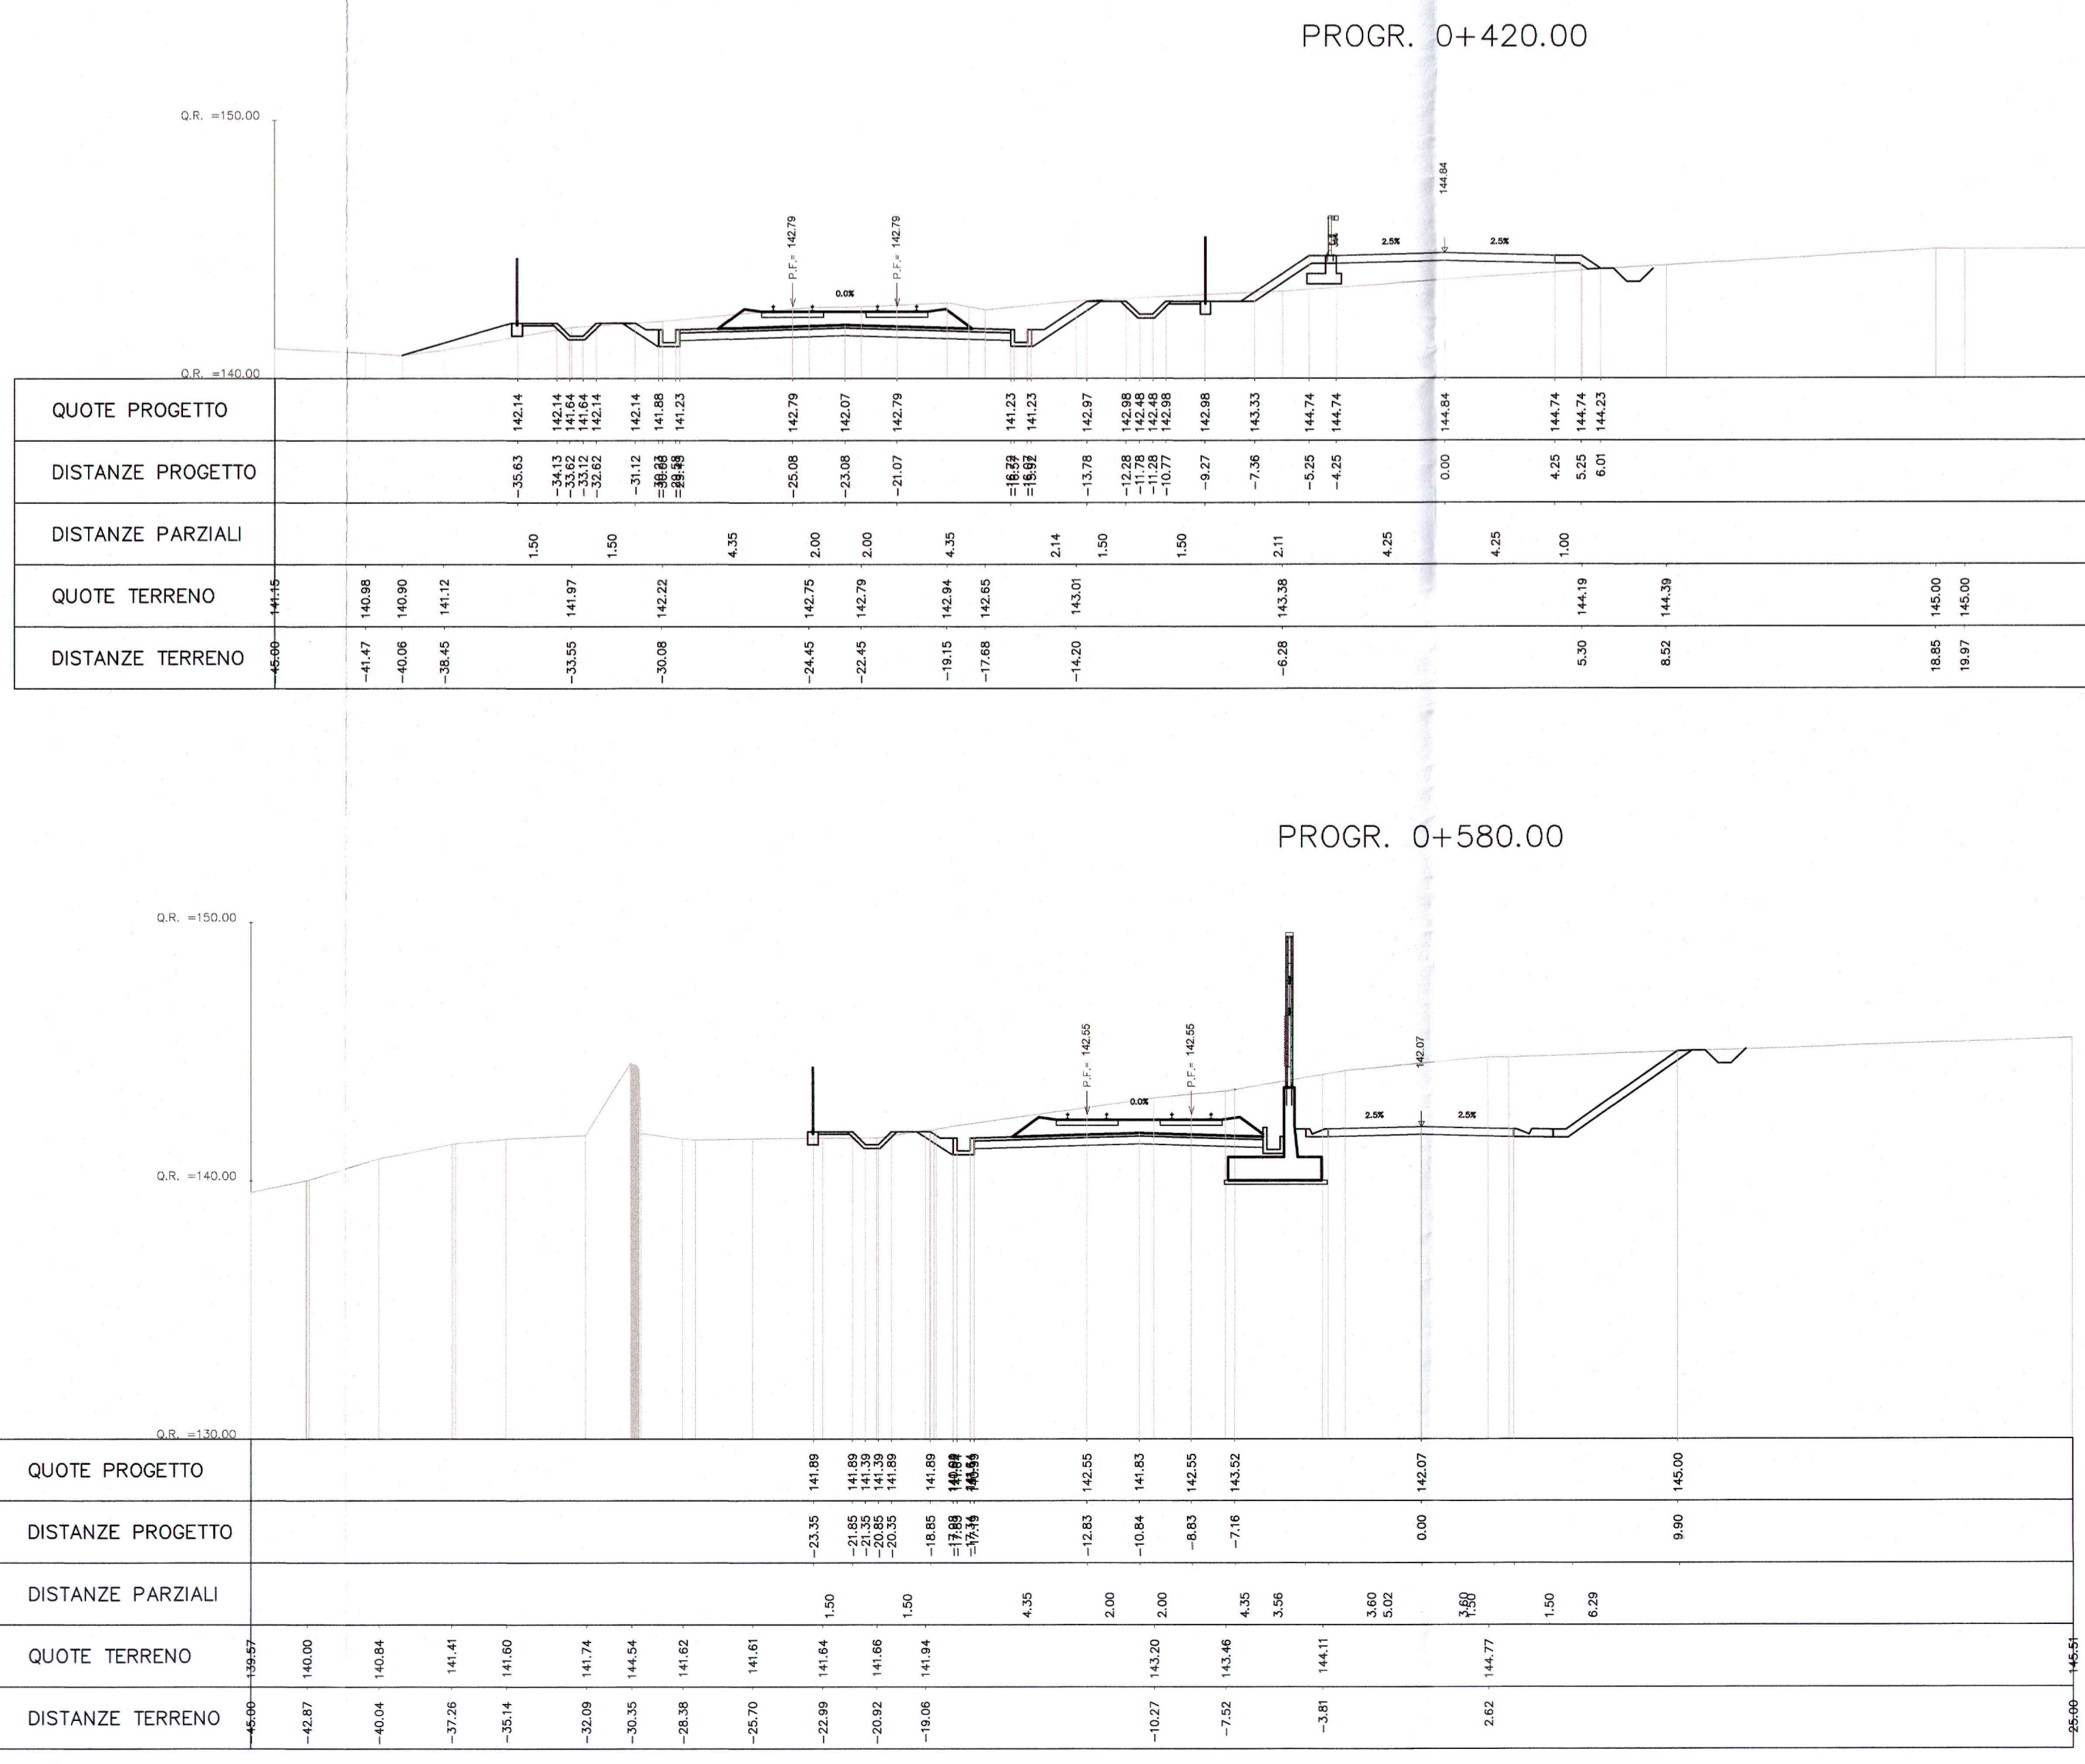 PROGR. 0+420.00
Q.R. =150.00
144.84
P.F.= 142.79
P.F.= 142.79
0.0%
2.5%
2.5%
Q.R. =140.00
QUOTE PROGETTO 142.14 142.14 141.64 141.64 142.14 142.14 141.88 141.23 142.79 142.07 142.79 141.23 141.23 142.97 142.98 142.48 142.48 142.98 142.98 143.33 144.74 144.74 144.84 144.74 144.74 144.23
DISTANZE PROGETTO -35.63 -34.13 -33.62 -33.12 -32.62 -31.12 -25.08 -23.08 -21.07 -13.78 -12.28 -11.78 -11.28 -10.77 -9.27 -7.36 -5.25 -4.25 0.00 4.25 5.25 6.01
DISTANZE PARZIALI 1.50 1.50 4.35 2.00 2.00 4.35 2.14 1.50 1.50 2.11 4.25 4.25 1.00
QUOTE TERRENO 141.15 140.98 140.90 141.12 141.97 142.22 142.75 142.79 142.94 142.65 143.01 143.38 144.19 144.39 145.00 145.00
DISTANZE TERRENO -45.00 -41.47 -40.06 -38.45 -33.55 -30.08 -24.45 -22.45 -19.15 -17.68 -14.20 -6.28 5.30 8.52 18.85 19.97
PROGR. 0+580.00
Q.R. =150.00
P.F.= 142.55
P.F.= 142.55
142.07
0.0%
2.5%
2.5%
Q.R. =140.00
Q.R. =130.00
QUOTE PROGETTO 141.89 141.89 141.39 141.39 141.89 141.89 142.55 141.83 142.55 143.52 142.07 145.00
DISTANZE PROGETTO -23.35 -21.85 -21.35 -20.85 -20.35 -18.85 -12.83 -10.84 -8.83 -7.16 0.00 9.90
DISTANZE PARZIALI 1.50 1.50 4.35 2.00 2.00 4.35 3.56 3.60 5.02 3.60 1.50 1.50 6.29
QUOTE TERRENO 139.57 140.00 140.84 141.41 141.60 141.74 144.54 141.62 141.61 141.64 141.66 141.94 143.20 143.46 144.11 144.77 145.51
DISTANZE TERRENO -45.00 -42.87 -40.04 -37.26 -35.14 -32.09 -30.35 -28.38 -25.70 -22.99 -20.92 -19.06 -10.27 -7.52 -3.81 2.62 25.00